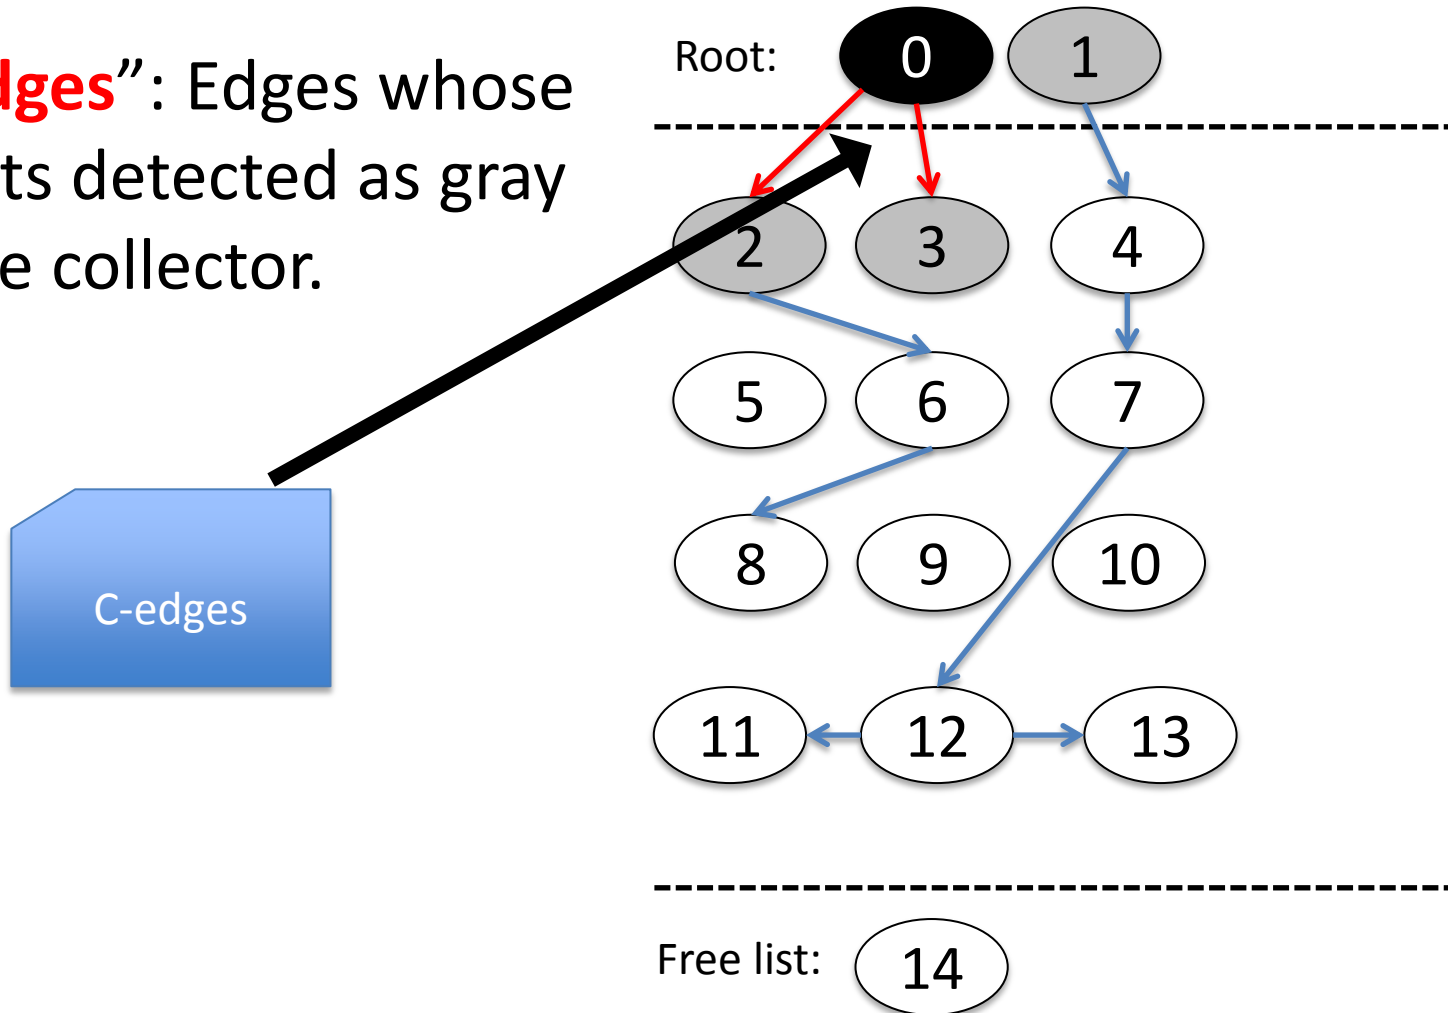 dges”: Edges whose
ts detected as gray
e collector.
C-edges
Root:
0
1
2
3
4
5
6
7
8
9
10
11
12
13
Free list:
14